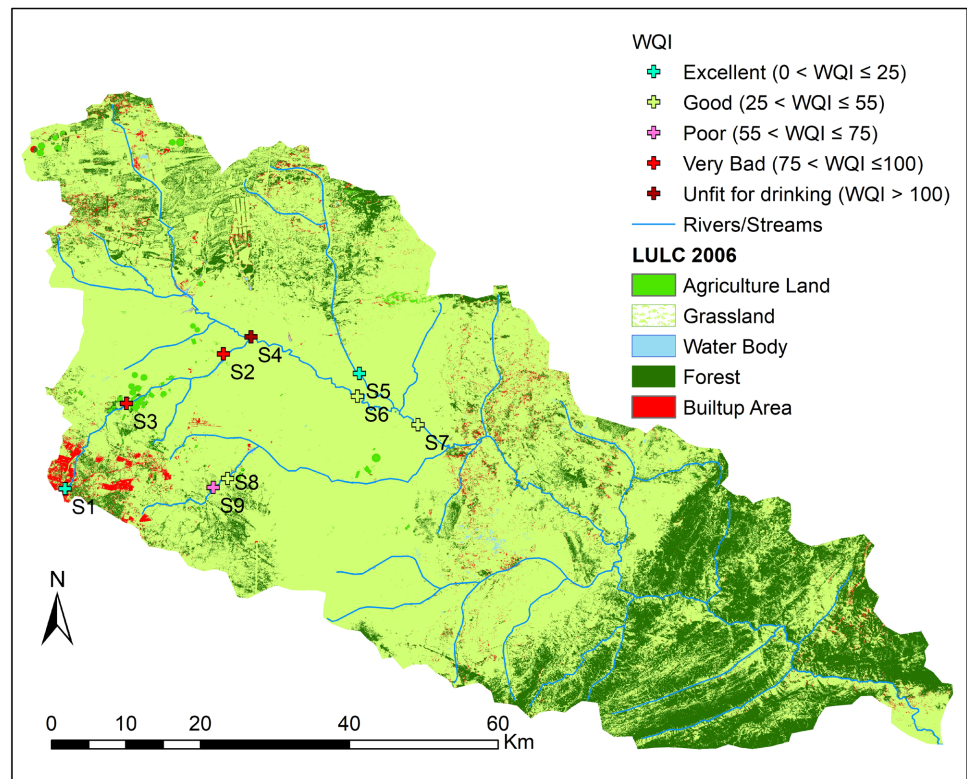 WQI
Excellent (0 < WQI ≤ 25)
Good (25 < WQI ≤ 55)
Poor (55 < WQI ≤ 75)
Very Bad (75 < WQI ≤100)
Unfit for drinking (WQI > 100)
Rivers/Streams
LULC 2006
Agriculture Land
Grassland
Water Body
Forest
Builtup Area
S4
S2
S5
S6
S3
S7
S8
S1
S9
N
0 10 20 40 60
Km